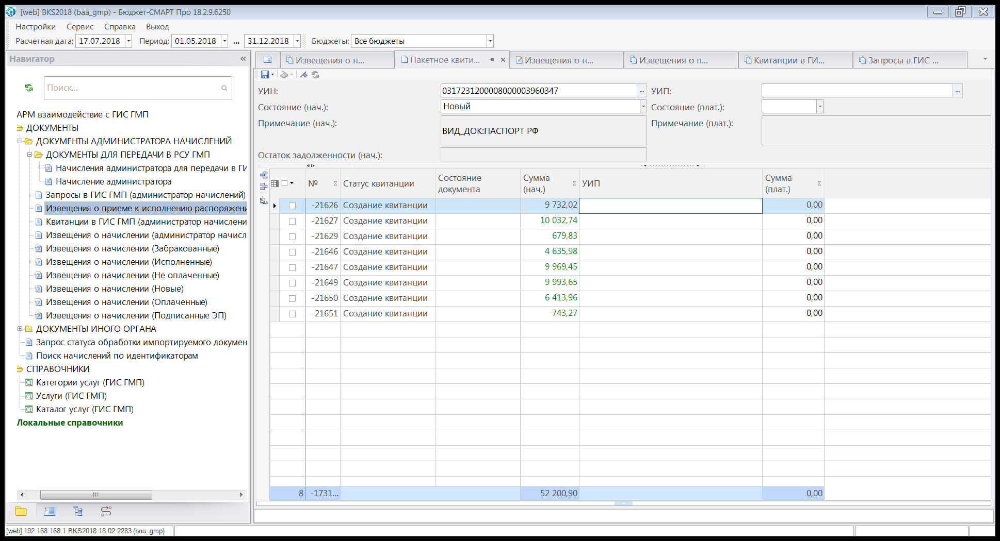 [web] BKS2018 (baa_gmp) - Бюджет-СМАРТ Про 18.2.9.6250
Настройки Сервис Справка Выход
Расчетная дата: 17.07.2018 Период: 01.05.2018 ... 31.12.2018 Бюджеты: Все бюджеты
Навигатор
Поиск...
АРМ взаимодействие с ГИС ГМП
ДОКУМЕНТЫ
ДОКУМЕНТЫ АДМИНИСТРАТОРА НАЧИСЛЕНИЙ
ДОКУМЕНТЫ ДЛЯ ПЕРЕДАЧИ В РСУ ГМП
Начисления администратора для передачи в ГИ
Начисление администратора
Запросы в ГИС ГМП (администратор начислений)
Извещения о приеме к исполнению распоряжени
Квитанции в ГИС ГМП (администратор начислени
Извещения о начислении (администратор начисл
Извещения о начислении (Забракованные)
Извещения о начислении (Исполненные)
Извещения о начислении (Не оплаченные)
Извещения о начислении (Новые)
Извещения о начислении (Оплаченные)
Извещения о начислении (Подписанные ЭП)
ДОКУМЕНТЫ ИНОГО ОРГАНА
Запрос статуса обработки импортируемого докумен
Поиск начислений по идентификаторам
СПРАВОЧНИКИ
Категории услуг (ГИС ГМП)
Услуги (ГИС ГМП)
Каталог услуг (ГИС ГМП)
Локальные справочники
Извещения о н... Пакетное квити... Извещения о н... Извещения о п... Квитанции в ГИ... Запросы в ГИС ...
УИН: 0317231200008000003960347 ... УИП: ...
Состояние (нач.): Новый Состояние (плат.):
Примечание (нач.): ВИД_ДОК:ПАСПОРТ РФ Примечание (плат.):
Остаток задолженности (нач.):
№ Σ Статус квитанции Состояние документа Сумма (нач.) Σ УИП Сумма (плат.) Σ
-21626 Создание квитанции 9 732,02 0,00
-21627 Создание квитанции 10 032,74 0,00
-21629 Создание квитанции 679,83 0,00
-21646 Создание квитанции 4 635,98 0,00
-21647 Создание квитанции 9 969,45 0,00
-21649 Создание квитанции 9 993,65 0,00
-21650 Создание квитанции 6 413,96 0,00
-21651 Создание квитанции 743,27 0,00
8 -1731... 52 200,90 0,00
[web] 192.168.168.1.BKS2018 18.02.2283 (baa_gmp)